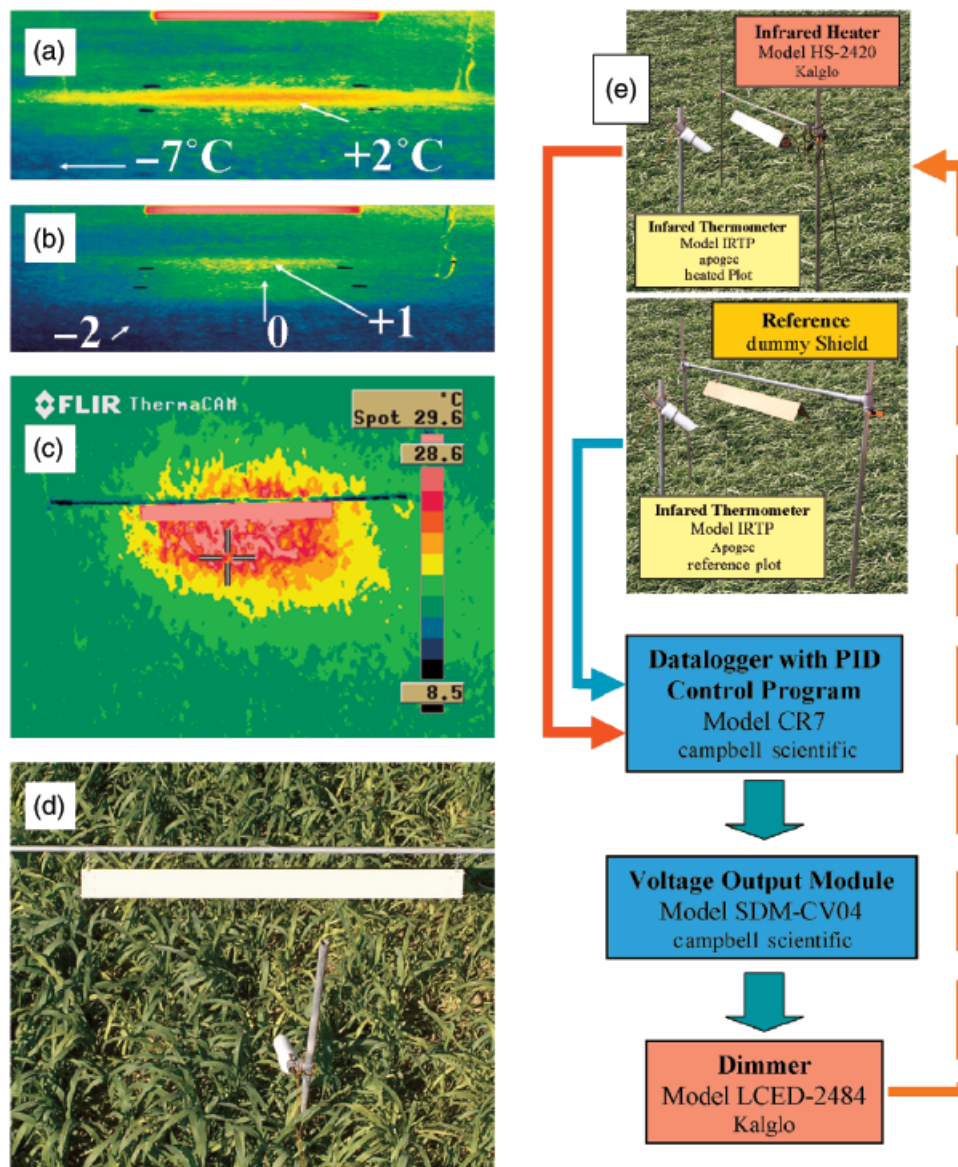 (a)
−7°C
+2°C
(b)
−2
0
+1
FLIR ThermaCAM
°C
Spot 29.6
(c)
28.6
8.5
(d)
(e)
Infrared Heater
Model HS-2420
Kalglo
Infared Thermometer
Model IRTP
apogee
heated Plot
Reference
dummy Shield
Infrared Thermometer
Model IRTP
Apogee
reference plot
Datalogger with PID
Control Program
Model CR7
campbell scientific
Voltage Output Module
Model SDM-CV04
campbell scientific
Dimmer
Model LCED-2484
Kalglo